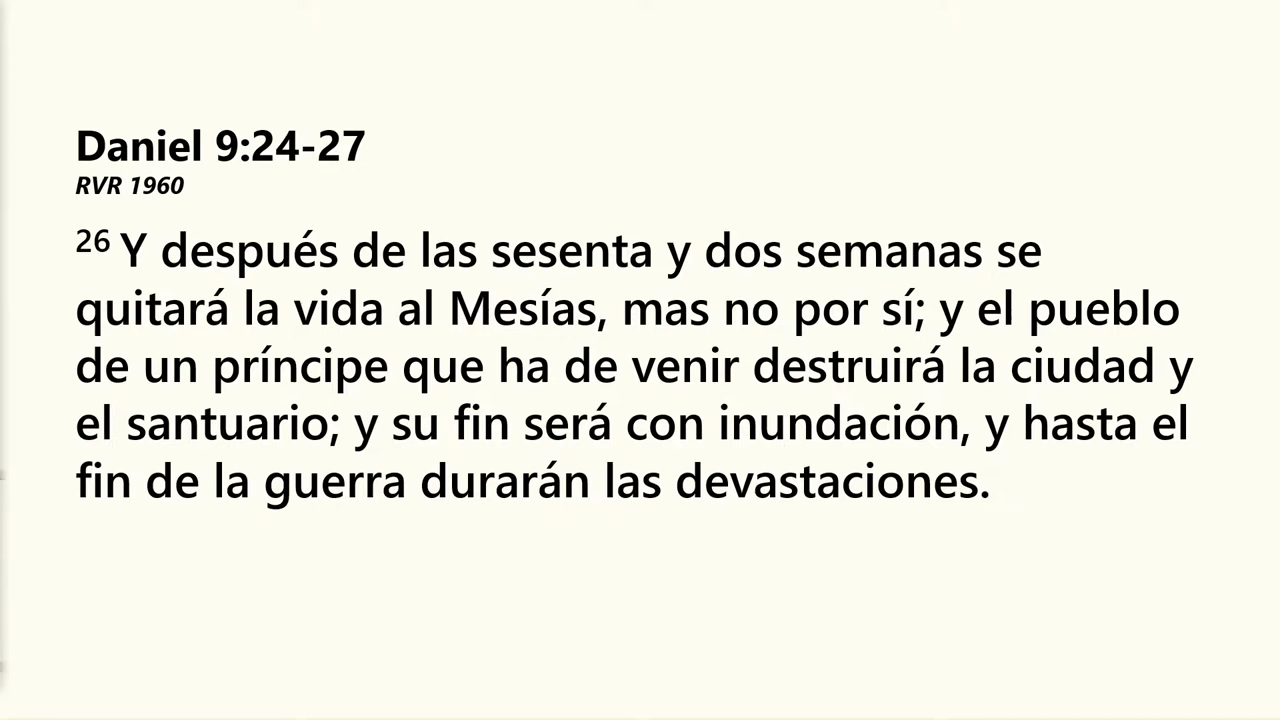 Daniel 9:24-27
RVR 1960
26 Y después de las sesenta y dos semanas se
quitará la vida al Mesías, mas no por sí; y el pueblo
de un príncipe que ha de venir destruirá la ciudad y
el santuario; y su fin será con inundación, y hasta el
fin de la guerra durarán las devastaciones.